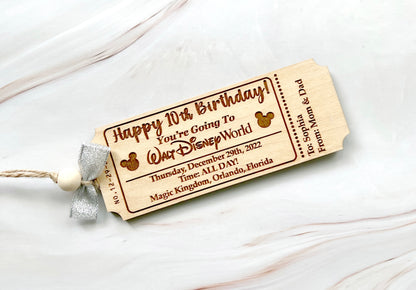 Happy 10th Birthday!
You're Going To
Walt Disney World
Thursday, December 29th, 2022
Time: ALL DAY!
Magic Kingdom, Orlando, Florida
To: Sophia
From: Mom & Dad